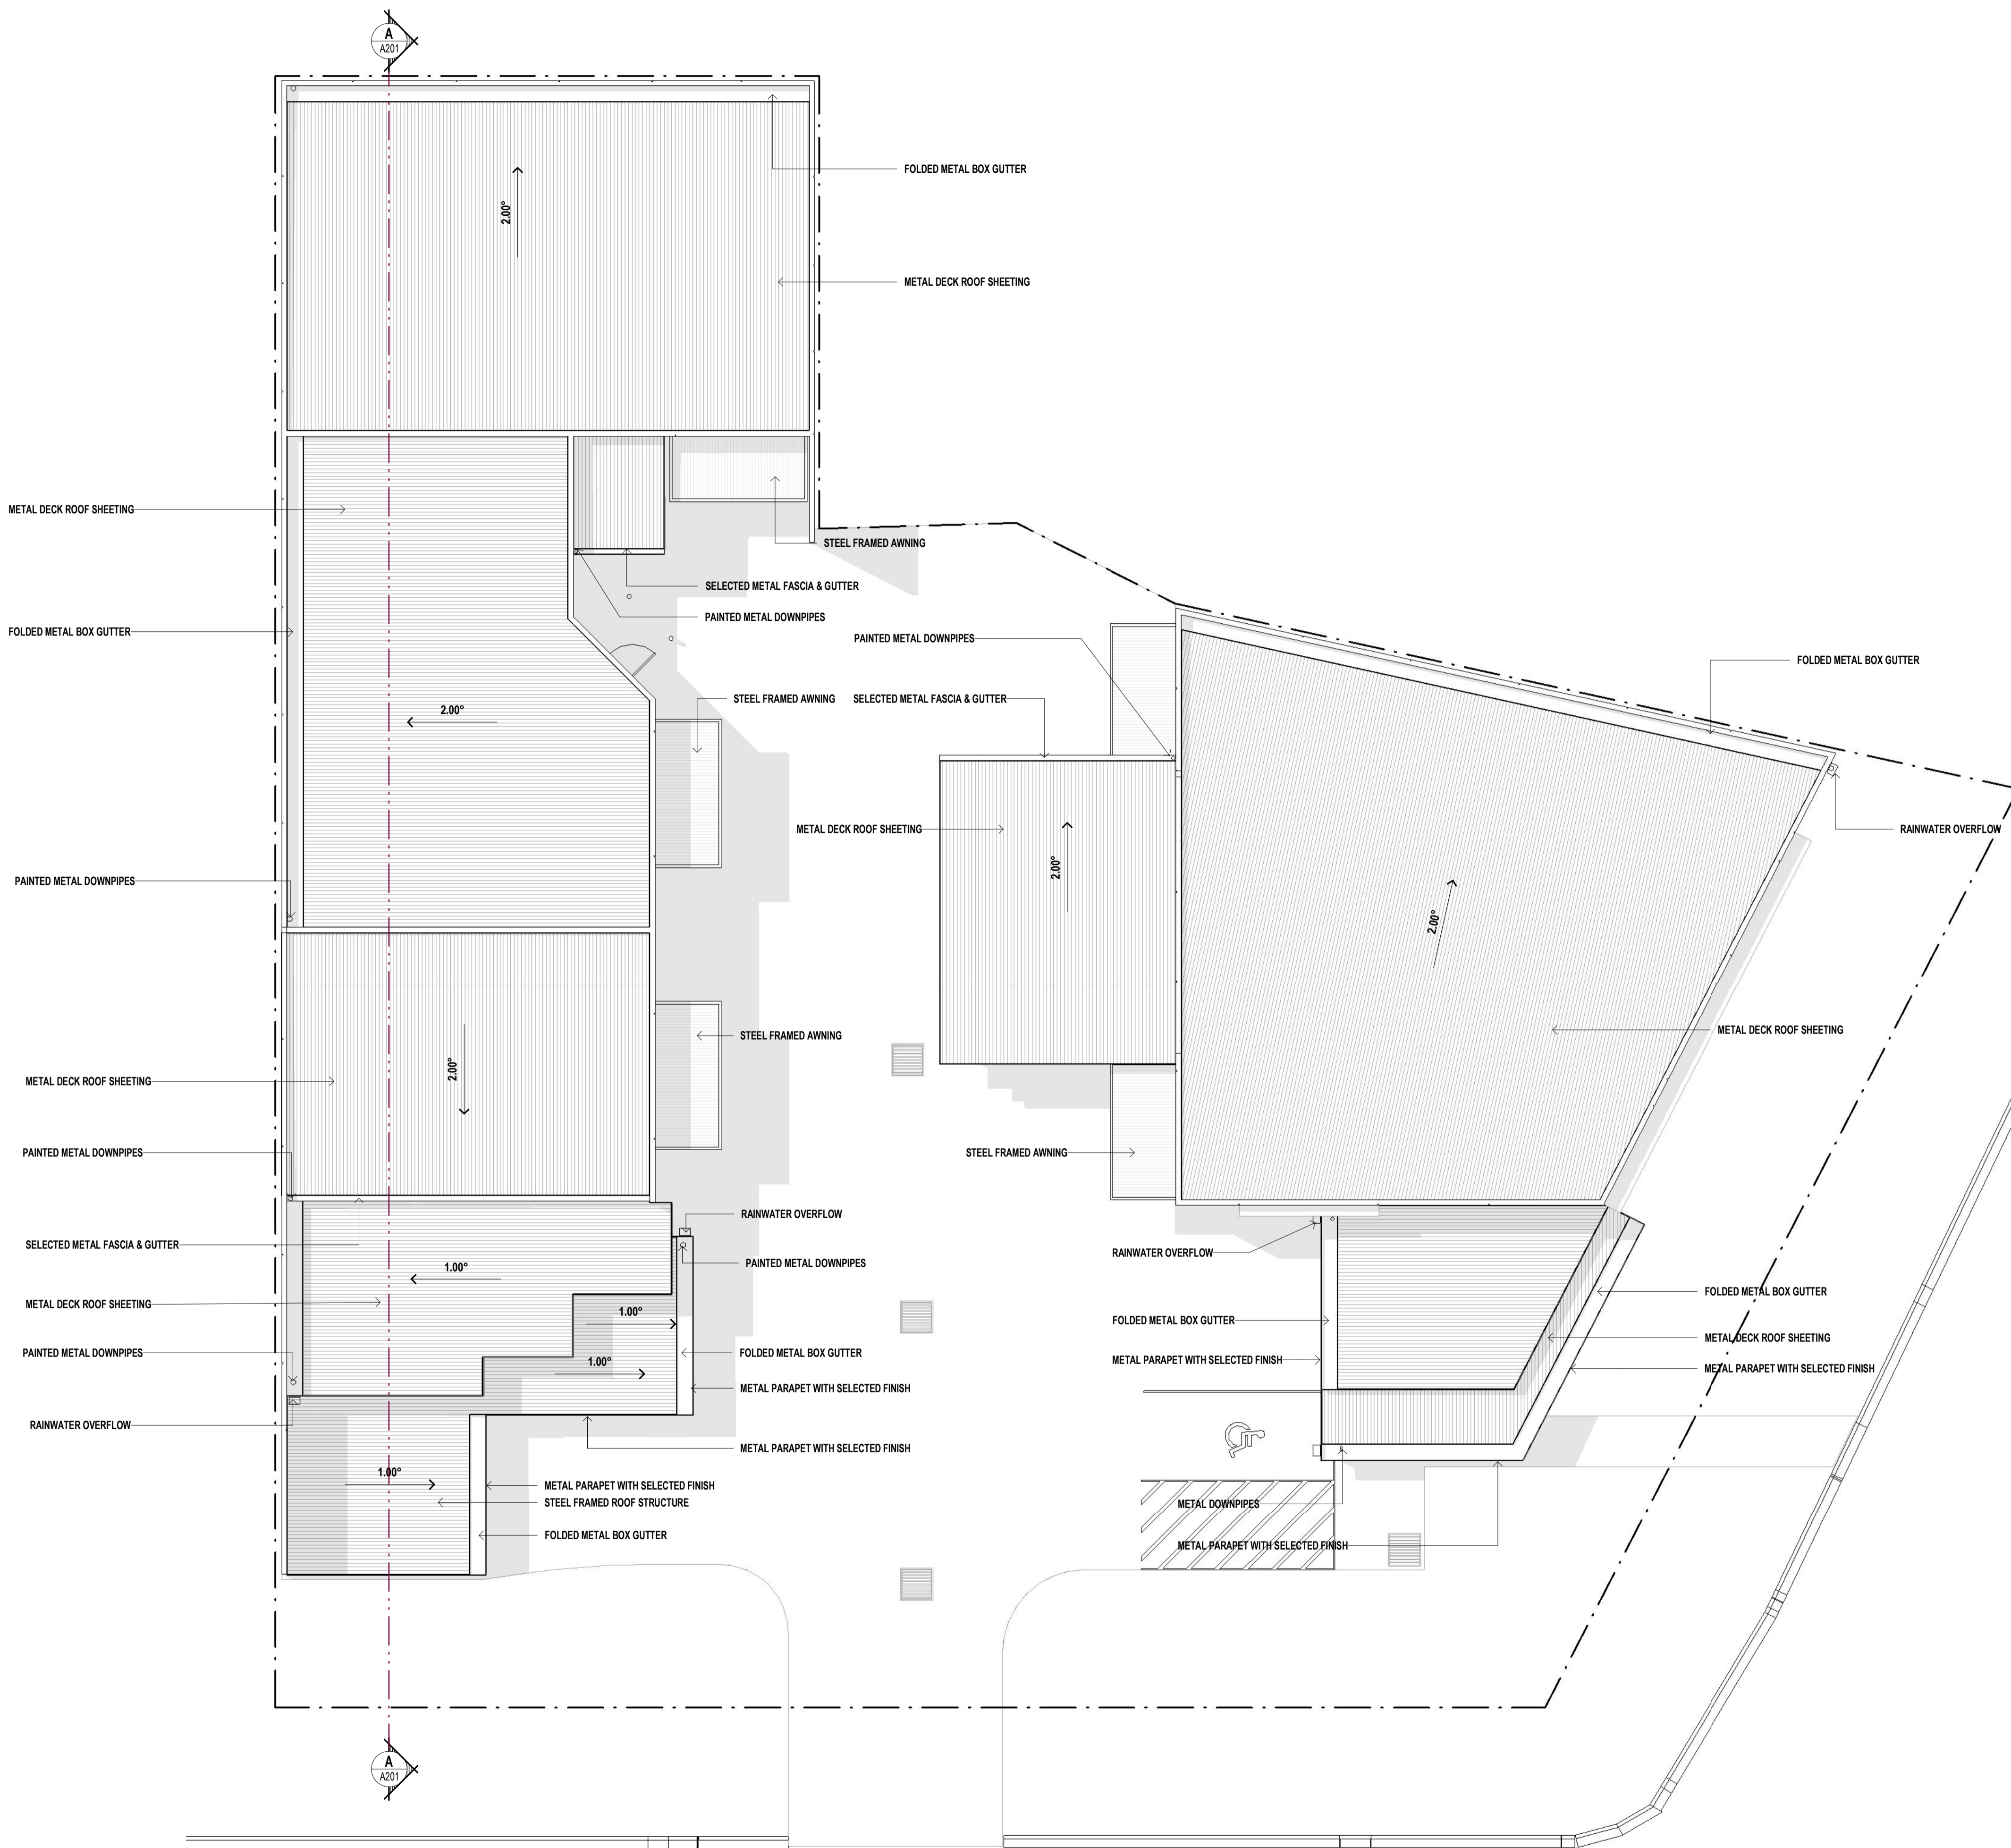 A
A201
FOLDED METAL BOX GUTTER
2.00°
METAL DECK ROOF SHEETING
METAL DECK ROOF SHEETING
STEEL FRAMED AWNING
SELECTED METAL FASCIA & GUTTER
PAINTED METAL DOWNPIPES
FOLDED METAL BOX GUTTER
PAINTED METAL DOWNPIPES
FOLDED METAL BOX GUTTER
STEEL FRAMED AWNING
SELECTED METAL FASCIA & GUTTER
2.00°
METAL DECK ROOF SHEETING
RAINWATER OVERFLOW
2.00°
PAINTED METAL DOWNPIPES
2.00°
STEEL FRAMED AWNING
METAL DECK ROOF SHEETING
2.00°
METAL DECK ROOF SHEETING
PAINTED METAL DOWNPIPES
STEEL FRAMED AWNING
RAINWATER OVERFLOW
SELECTED METAL FASCIA & GUTTER
RAINWATER OVERFLOW
PAINTED METAL DOWNPIPES
1.00°
FOLDED METAL BOX GUTTER
METAL DECK ROOF SHEETING
1.00°
FOLDED METAL BOX GUTTER
METAL DECK ROOF SHEETING
PAINTED METAL DOWNPIPES
FOLDED METAL BOX GUTTER
METAL PARAPET WITH SELECTED FINISH
1.00°
METAL PARAPET WITH SELECTED FINISH
METAL PARAPET WITH SELECTED FINISH
RAINWATER OVERFLOW
METAL PARAPET WITH SELECTED FINISH
1.00°
METAL PARAPET WITH SELECTED FINISH
STEEL FRAMED ROOF STRUCTURE
METAL DOWNPIPES
FOLDED METAL BOX GUTTER
METAL PARAPET WITH SELECTED FINISH
A
A201